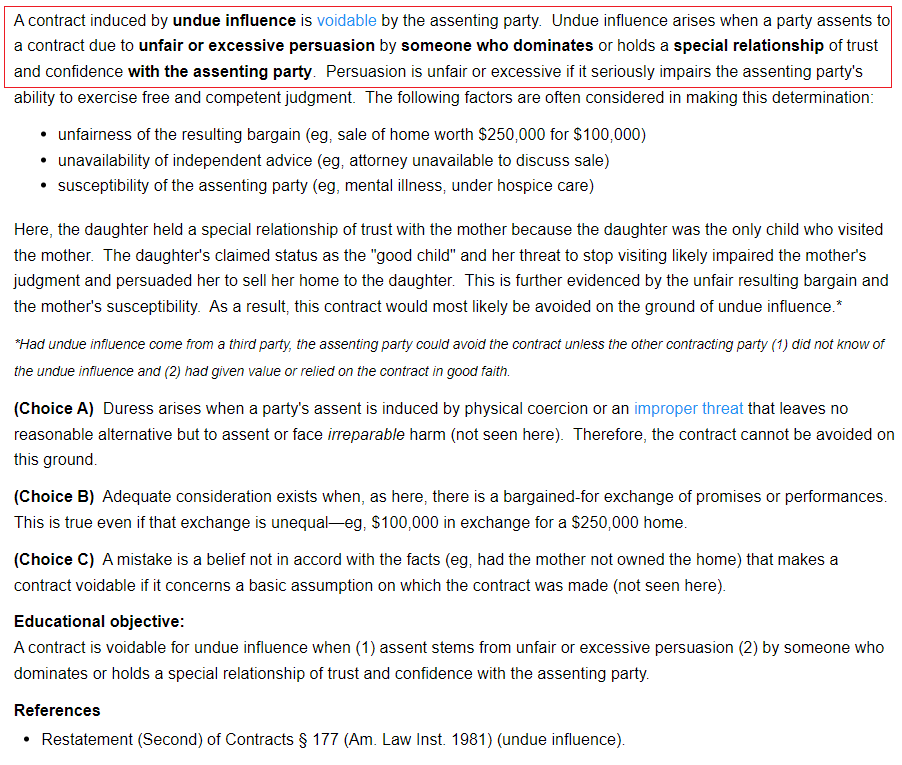 A contract induced by undue influence is voidable by the assenting party.  Undue influence arises when a party assents to
a contract due to unfair or excessive persuasion by someone who dominates or holds a special relationship of trust
and confidence with the assenting party.  Persuasion is unfair or excessive if it seriously impairs the assenting party's
ability to exercise free and competent judgment.  The following factors are often considered in making this determination:
• unfairness of the resulting bargain (eg, sale of home worth $250,000 for $100,000)
• unavailability of independent advice (eg, attorney unavailable to discuss sale)
• susceptibility of the assenting party (eg, mental illness, under hospice care)
Here, the daughter held a special relationship of trust with the mother because the daughter was the only child who visited
the mother.  The daughter's claimed status as the "good child" and her threat to stop visiting likely impaired the mother's
judgment and persuaded her to sell her home to the daughter.  This is further evidenced by the unfair resulting bargain and
the mother's susceptibility.  As a result, this contract would most likely be avoided on the ground of undue influence.*
*Had undue influence come from a third party, the assenting party could avoid the contract unless the other contracting party (1) did not know of
the undue influence and (2) had given value or relied on the contract in good faith.
(Choice A)  Duress arises when a party's assent is induced by physical coercion or an improper threat that leaves no
reasonable alternative but to assent or face irreparable harm (not seen here).  Therefore, the contract cannot be avoided on
this ground.
(Choice B)  Adequate consideration exists when, as here, there is a bargained-for exchange of promises or performances.
This is true even if that exchange is unequal—eg, $100,000 in exchange for a $250,000 home.
(Choice C)  A mistake is a belief not in accord with the facts (eg, had the mother not owned the home) that makes a
contract voidable if it concerns a basic assumption on which the contract was made (not seen here).
Educational objective:
A contract is voidable for undue influence when (1) assent stems from unfair or excessive persuasion (2) by someone who
dominates or holds a special relationship of trust and confidence with the assenting party.
References
• Restatement (Second) of Contracts § 177 (Am. Law Inst. 1981) (undue influence).